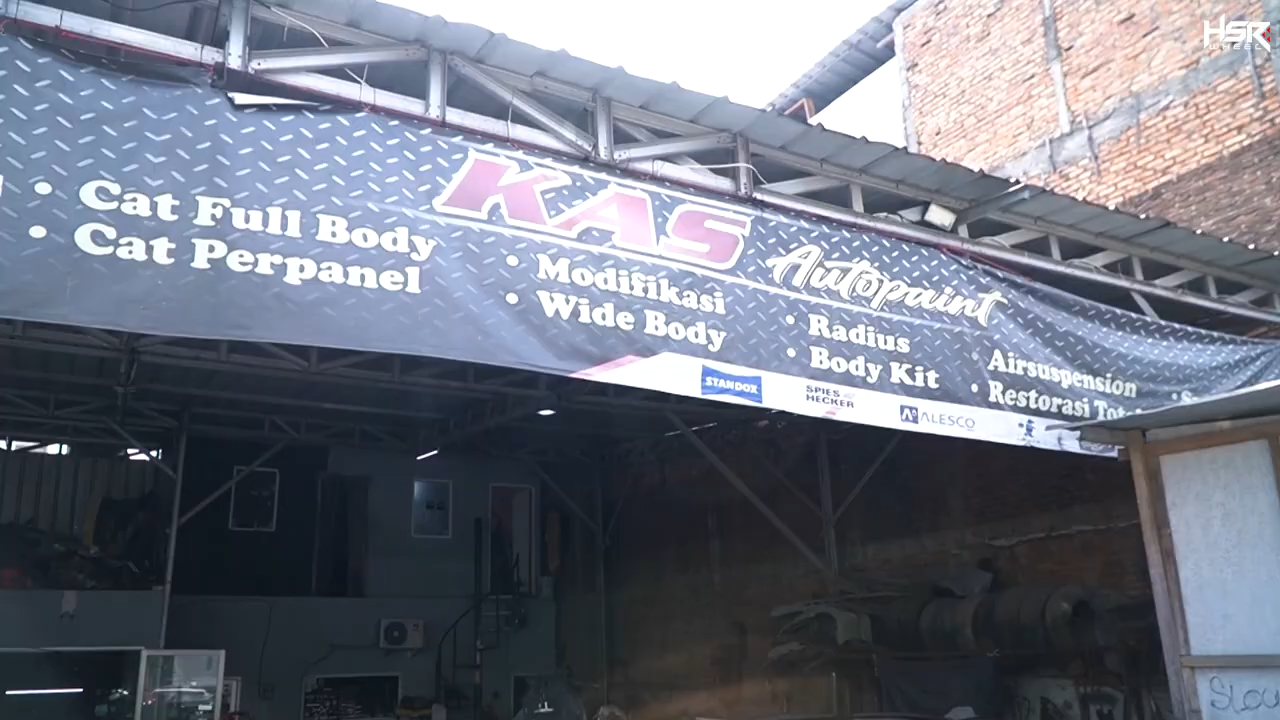 HSR
WHEEL
KAS
Autopaint
• Cat Full Body
• Cat Perpanel
• Modifikasi
• Wide Body
• Radius
• Body Kit
• Airsuspension
• Restorasi
STANDOX
SPIES
HECKER
ALESCO